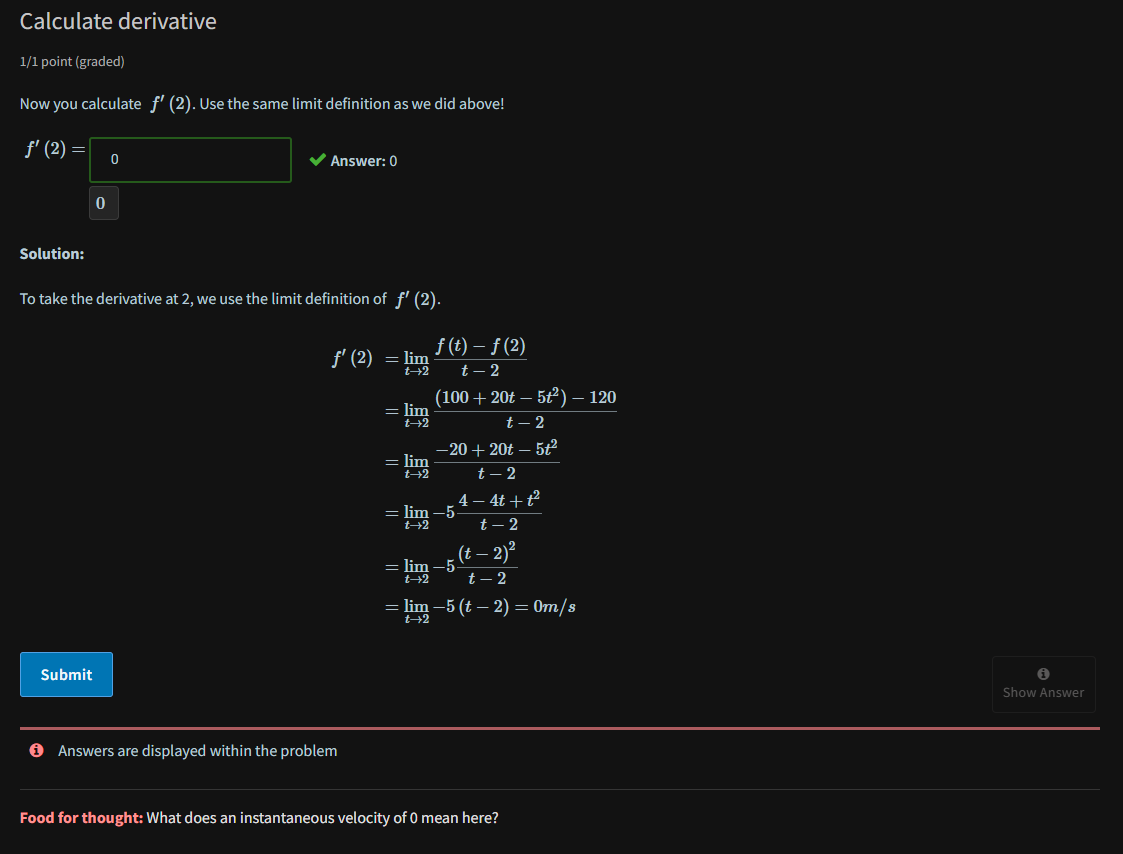 Calculate derivative
1/1 point (graded)
Now you calculate f′ (2). Use the same limit definition as we did above!
f′ (2) = 0 ✔ Answer: 0
0
Solution:
To take the derivative at 2, we use the limit definition of f′ (2).
f′ (2) = lim_{t→2} \frac{f (t) − f (2)}{t − 2}
= lim_{t→2} \frac{(100 + 20t − 5t²) − 120}{t − 2}
= lim_{t→2} \frac{−20 + 20t − 5t²}{t − 2}
= lim_{t→2} −5 \frac{4 − 4t + t²}{t − 2}
= lim_{t→2} −5 \frac{(t − 2)²}{t − 2}
= lim_{t→2} −5 (t − 2) = 0m/s
Submit
Show Answer
Answers are displayed within the problem
Food for thought: What does an instantaneous velocity of 0 mean here?